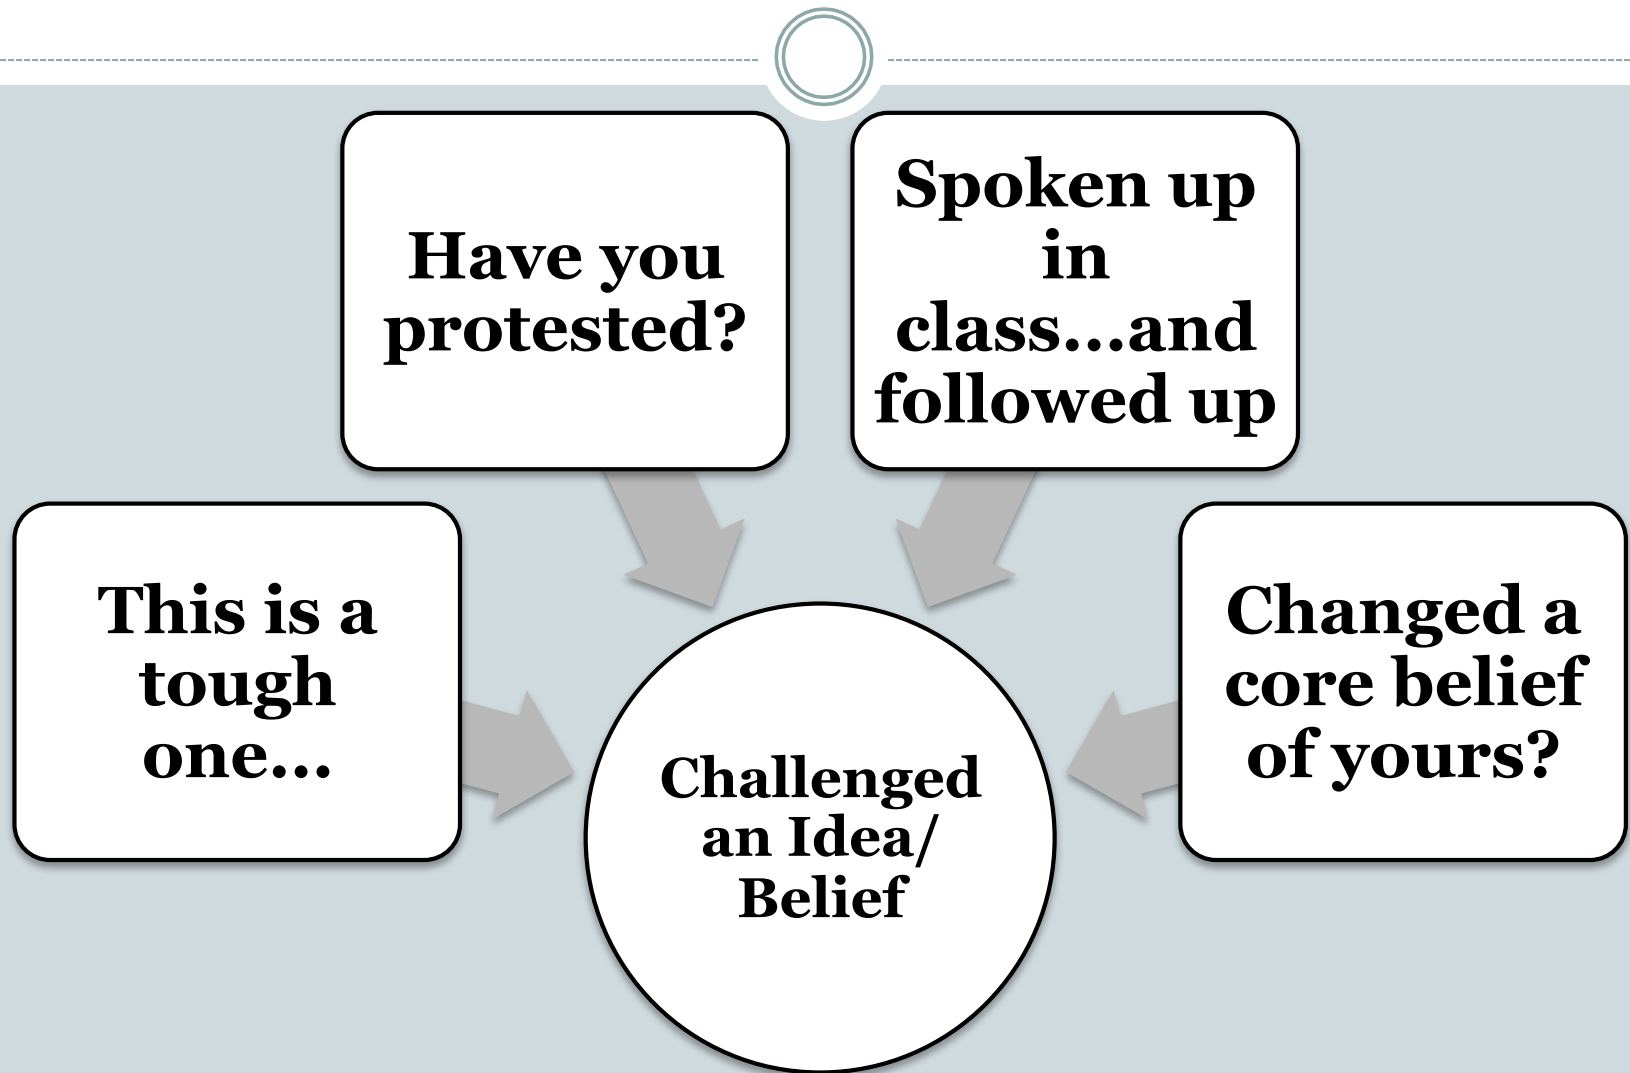 This is a
tough
one...
Have you
protested?
Spoken up
in
class...and
followed up
Changed a
core belief
of yours?
Challenged
an Idea/
Belief